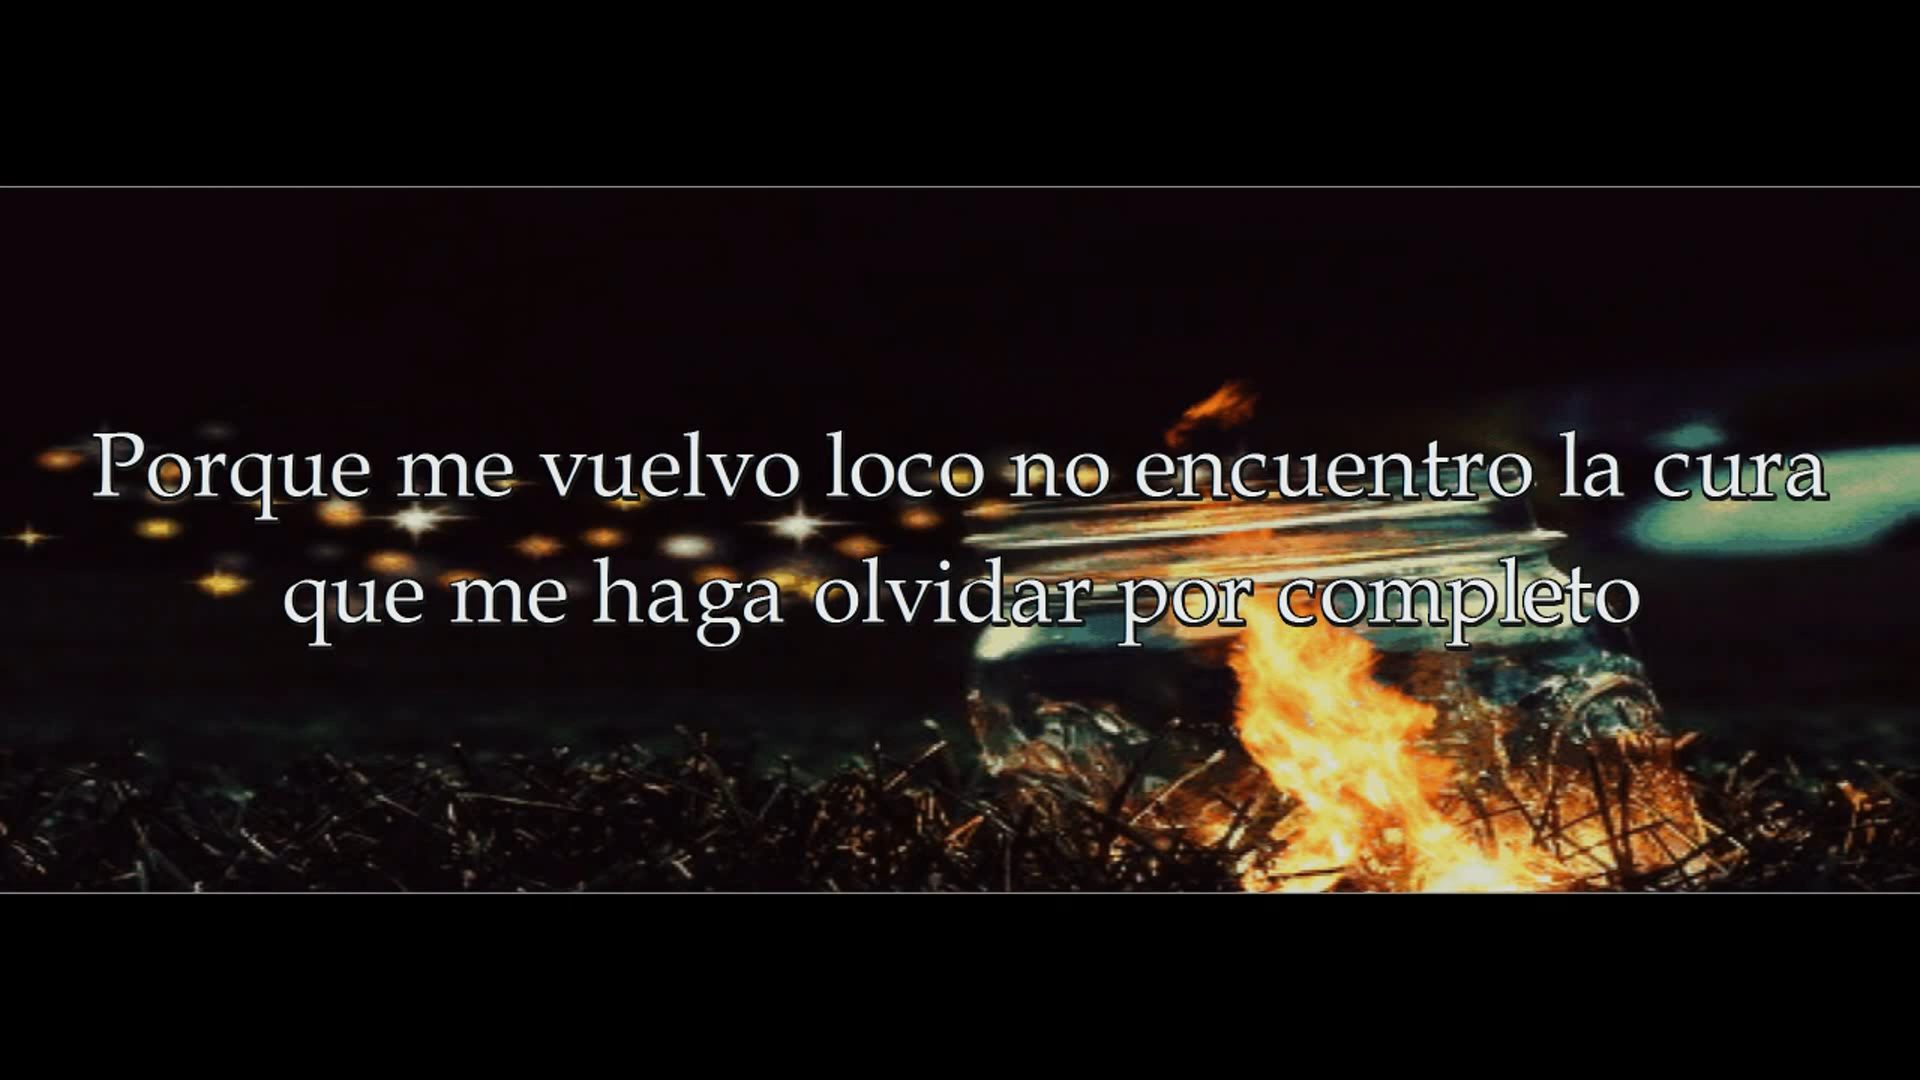 Porque me vuelvo loco no encuentro la cura
que me haga olvidar por completo